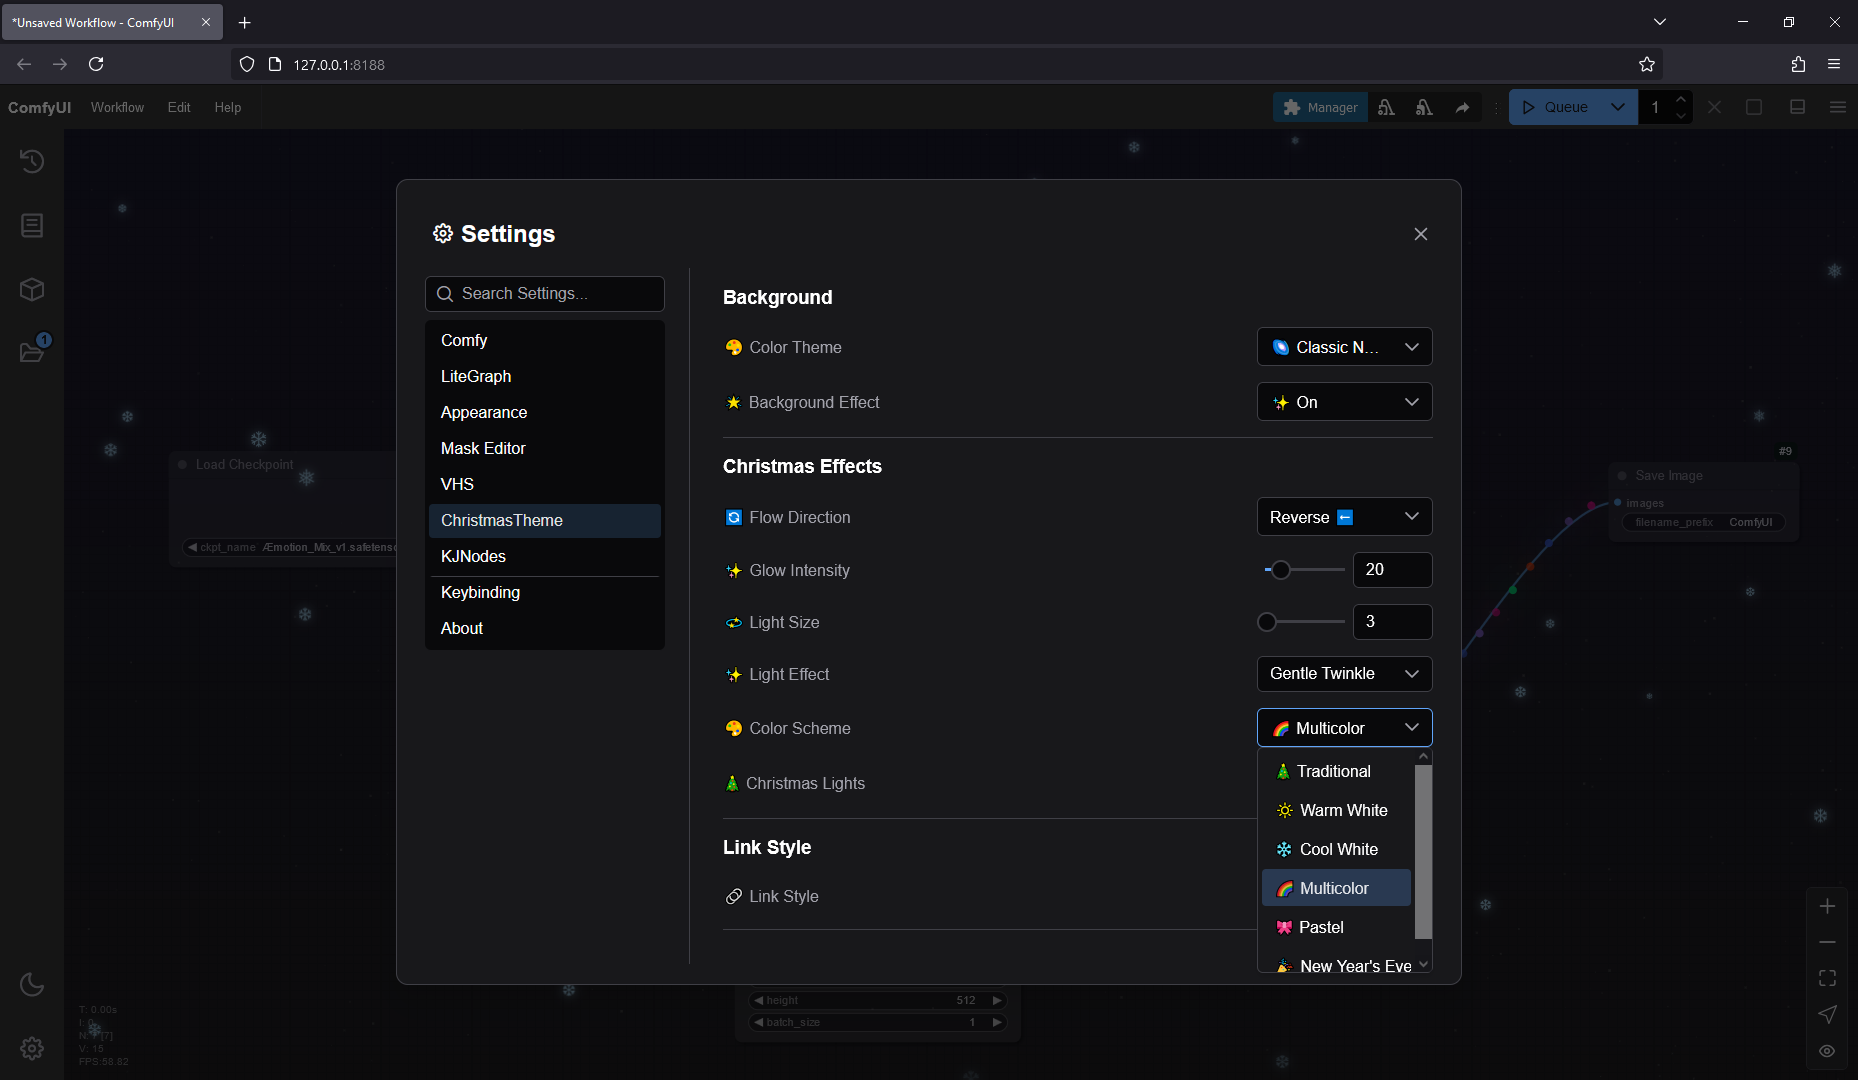 *Unsaved Workflow - ComfyUI
127.0.0.1:8188
ComfyUI Workflow Edit Help
Manager Queue 1
1
Settings
Search Settings...
Comfy
LiteGraph
Appearance
Mask Editor
VHS
ChristmasTheme
KJNodes
Keybinding
About
Background
Color Theme Classic N...
Background Effect On
Christmas Effects
Flow Direction Reverse
Glow Intensity 20
Light Size 3
Light Effect Gentle Twinkle
Color Scheme Multicolor
Traditional
Christmas Lights
Warm White
Cool White
Multicolor
Pastel
New Year's Eve
Link Style
Link Style
Load Checkpoint
ckpt_name Æmotion_Mix_v1.safetens
#9
Save Image
images
filename_prefix ComfyUI
height 512
batch_size 1
T: 0.00s
V: 15
FPS:58.82